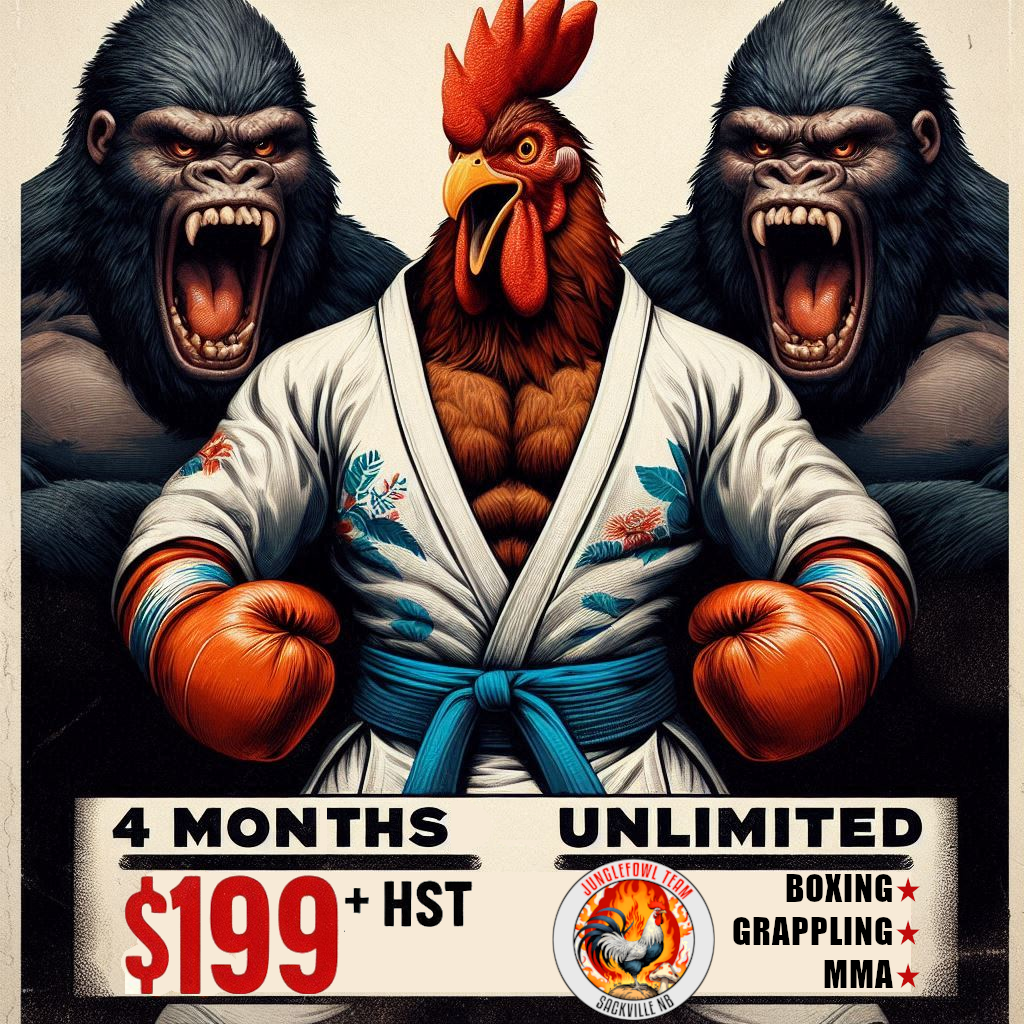 4 MONTHS
$199 + HST
UNLIMITED
BOXING★
GRAPPLING★
MMA★
JUNGLEFOWL TEAM
SACKVILLE NB